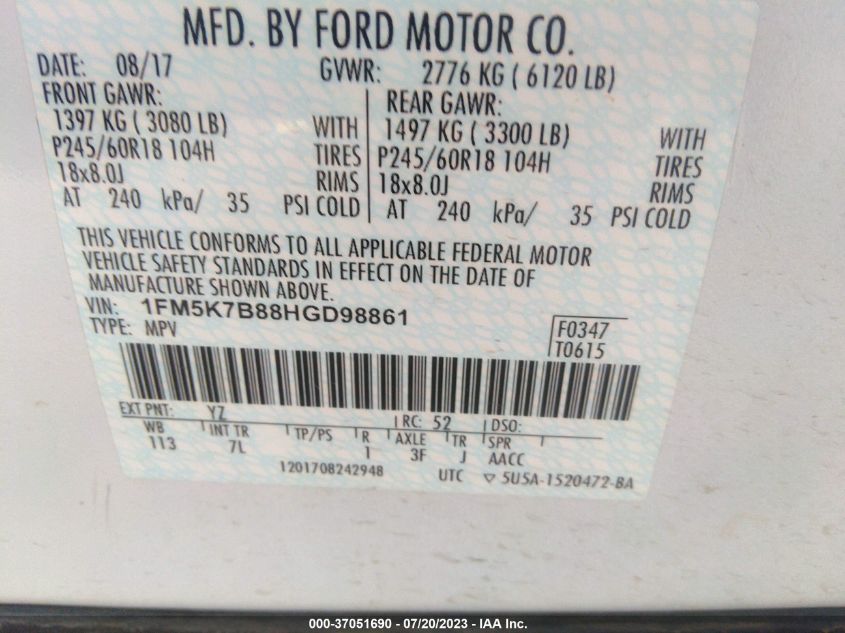 MFD. BY FORD MOTOR CO.
DATE: 08/17 GVWR: 2776 KG ( 6120 LB)
FRONT GAWR: REAR GAWR:
1397 KG ( 3080 LB) WITH 1497 KG ( 3300 LB) WITH
P245/60R18 104H TIRES P245/60R18 104H TIRES
18x8.0J RIMS 18x8.0J RIMS
AT 240 kPa/ 35 PSI COLD AT 240 kPa/ 35 PSI COLD
THIS VEHICLE CONFORMS TO ALL APPLICABLE FEDERAL MOTOR
VEHICLE SAFETY STANDARDS IN EFFECT ON THE DATE OF
MANUFACTURE SHOWN ABOVE.
VIN: 1FM5K7B88HGD98861
TYPE: MPV
F0347
T0615
EXT PNT: YZ RC: 52 DSO:
WB INT TR TP/PS R AXLE TR SPR
113 7L 1 3F J AACC
1201708242948 UTC ▽ 5USA-1520472-BA
000-37051690 - 07/20/2023 - IAA Inc.